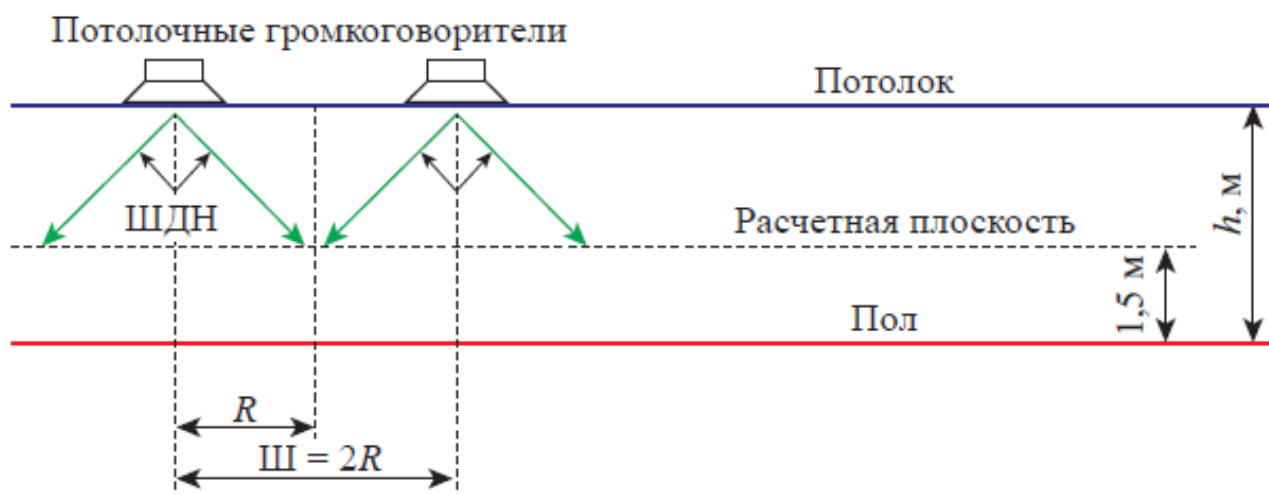 Потолочные громкоговорители
Потолок
ШДН
Расчетная плоскость
h, м
1,5 м
Пол
R
Ш = 2R